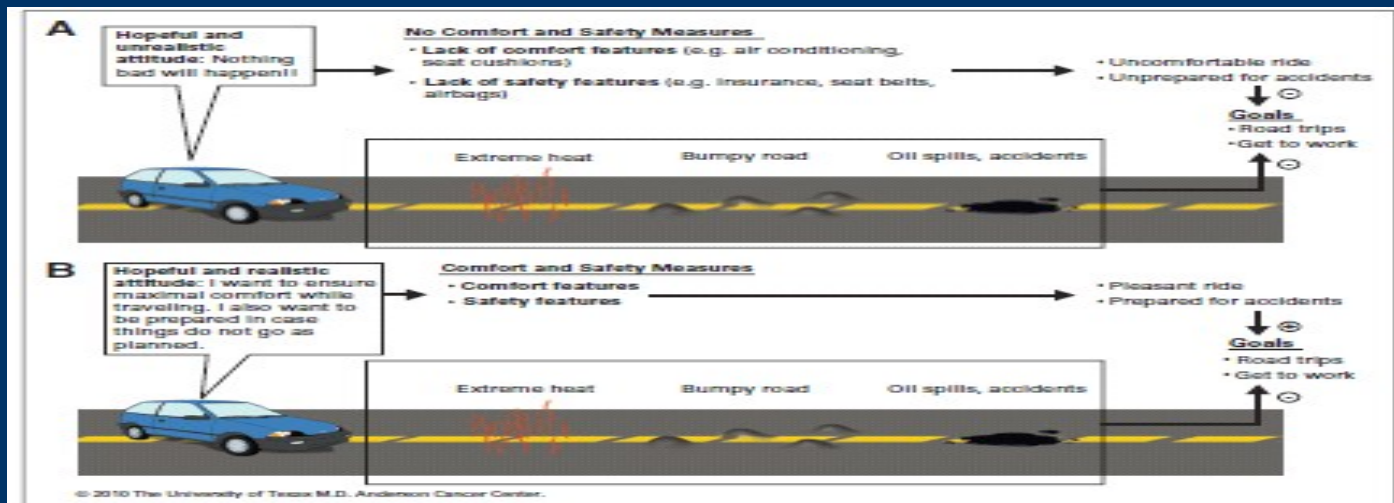 A
Hopeful and
unrealistic
attitude: Nothing
bad will happen!!
No Comfort and Safety Measures
• Lack of comfort features (e.g. air conditioning,
seat cushions)
• Lack of safety features (e.g. insurance, seat belts,
airbags)
• Uncomfortable ride
• Unprepared for accidents
-
Goals
• Road trips
• Get to work
-
Extreme heat
Bumpy road
Oil spills, accidents
B
Hopeful and realistic
attitude: I want to ensure
maximal comfort while
traveling. I also want to
be prepared in case
things do not go as
planned.
Comfort and Safety Measures
• Comfort features
• Safety features
• Pleasant ride
• Prepared for accidents
+
Goals
• Road trips
• Get to work
-
Extreme heat
Bumpy road
Oil spills, accidents
© 2010 The University of Texas M.D. Anderson Cancer Center.